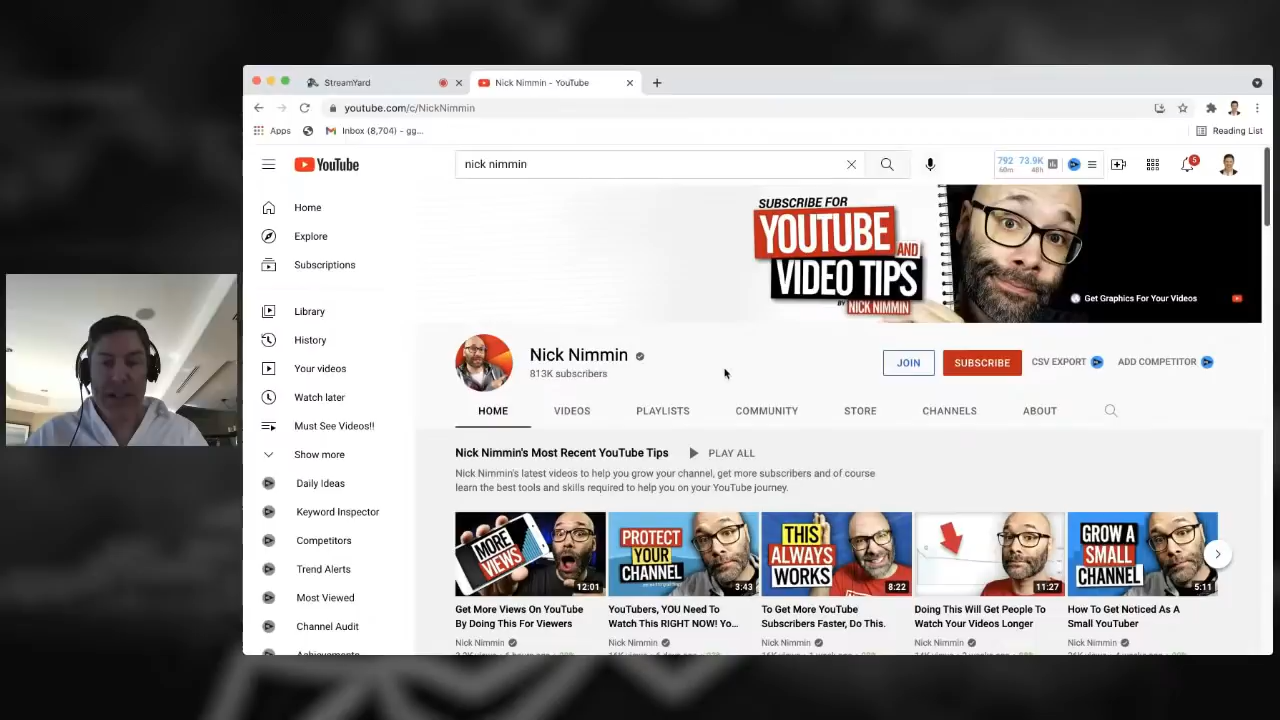 StreamYard
Nick Nimmin - YouTube
youtube.com/c/NickNimmin
Apps
Inbox (8,704) - gg...
Reading List
YouTube
nick nimmin
792 73.9K
60m 48h
5
Home
Explore
Subscriptions
Library
History
Your videos
Watch later
Must See Videos!!
Show more
Daily Ideas
Keyword Inspector
Competitors
Trend Alerts
Most Viewed
Channel Audit
SUBSCRIBE FOR
YOUTUBE AND
VIDEO TIPS
BY NICK NIMMIN
Get Graphics For Your Videos
Nick Nimmin
813K subscribers
JOIN
SUBSCRIBE
CSV EXPORT
ADD COMPETITOR
HOME
VIDEOS
PLAYLISTS
COMMUNITY
STORE
CHANNELS
ABOUT
Nick Nimmin's Most Recent YouTube Tips
PLAY ALL
Nick Nimmin's latest videos to help you grow your channel, get more subscribers and of course
learn the best tools and skills required to help you on your YouTube journey.
MORE
VIEWS
12:01
Get More Views On YouTube
By Doing This For Viewers
Nick Nimmin
PROTECT
YOUR
CHANNEL
3:43
YouTubers, YOU Need To
Watch This RIGHT NOW! Yo...
Nick Nimmin
THIS
ALWAYS
WORKS
8:22
To Get More YouTube
Subscribers Faster, Do This.
Nick Nimmin
11:27
Doing This Will Get People To
Watch Your Videos Longer
Nick Nimmin
GROW A
SMALL
CHANNEL
5:11
How To Get Noticed As A
Small YouTuber
Nick Nimmin